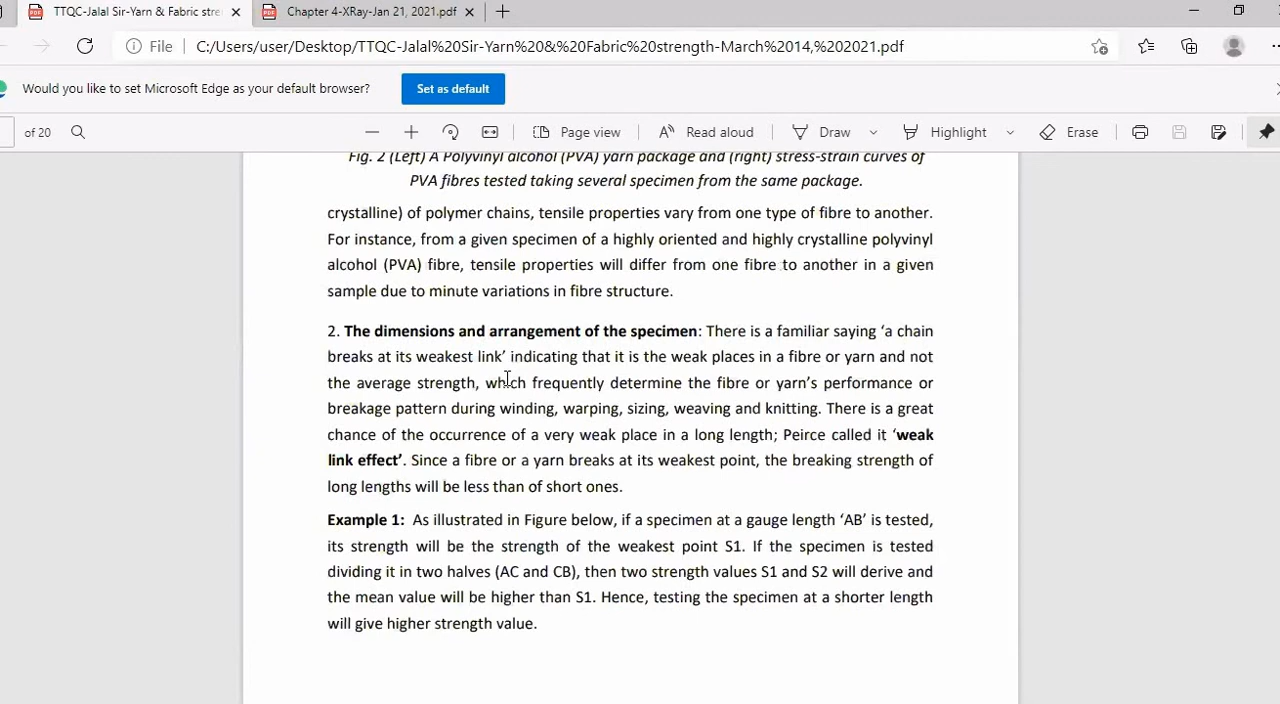 TTQC-Jalal Sir-Yarn & Fabric stre
Chapter 4-XRay-Jan 21, 2021.pdf
File
C:/Users/user/Desktop/TTQC-Jalal%20Sir-Yarn%20&%20Fabric%20strength-March%2014,%202021.pdf
Would you like to set Microsoft Edge as your default browser?
Set as default
of 20
Page view
Read aloud
Draw
Highlight
Erase
Fig. 2 (Left) A Polyvinyl alcohol (PVA) yarn package and (right) stress-strain curves of
PVA fibres tested taking several specimen from the same package.
crystalline) of polymer chains, tensile properties vary from one type of fibre to another.
For instance, from a given specimen of a highly oriented and highly crystalline polyvinyl
alcohol (PVA) fibre, tensile properties will differ from one fibre to another in a given
sample due to minute variations in fibre structure.
2. The dimensions and arrangement of the specimen: There is a familiar saying ‘a chain
breaks at its weakest link’ indicating that it is the weak places in a fibre or yarn and not
the average strength, which frequently determine the fibre or yarn’s performance or
breakage pattern during winding, warping, sizing, weaving and knitting. There is a great
chance of the occurrence of a very weak place in a long length; Peirce called it ‘weak
link effect’. Since a fibre or a yarn breaks at its weakest point, the breaking strength of
long lengths will be less than of short ones.
Example 1: As illustrated in Figure below, if a specimen at a gauge length ‘AB’ is tested,
its strength will be the strength of the weakest point S1. If the specimen is tested
dividing it in two halves (AC and CB), then two strength values S1 and S2 will derive and
the mean value will be higher than S1. Hence, testing the specimen at a shorter length
will give higher strength value.